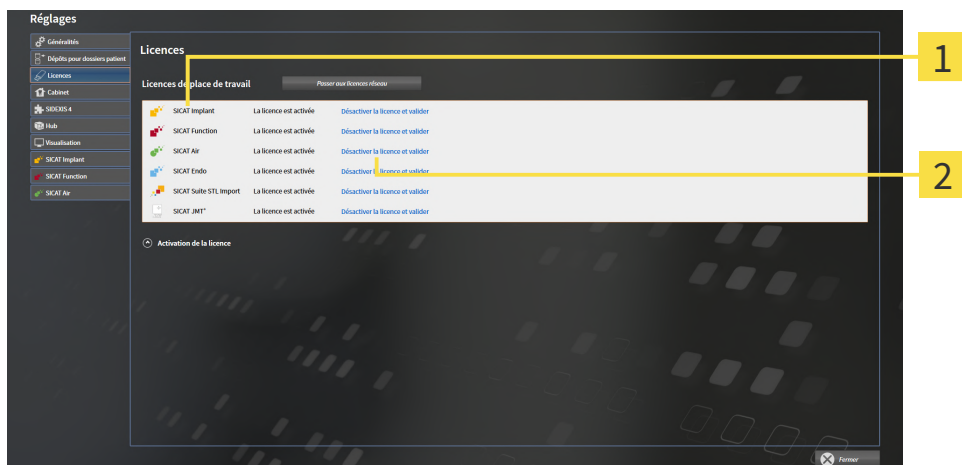 Réglages
Généralités
Dépôts pour dossiers patient
Licences
Cabinet
SIDEXIS 4
Hub
Visualisation
SICAT Implant
SICAT Function
SICAT Air
Licences
Licences de place de travail
Passer aux licences réseau
SICAT Implant La licence est activée Désactiver la licence et valider
SICAT Function La licence est activée Désactiver la licence et valider
SICAT Air La licence est activée Désactiver la licence et valider
SICAT Endo La licence est activée Désactiver la licence et valider
SICAT Suite STL Import La licence est activée Désactiver la licence et valider
SICAT JMT+ La licence est activée Désactiver la licence et valider
Activation de la licence
Fermer
1
2